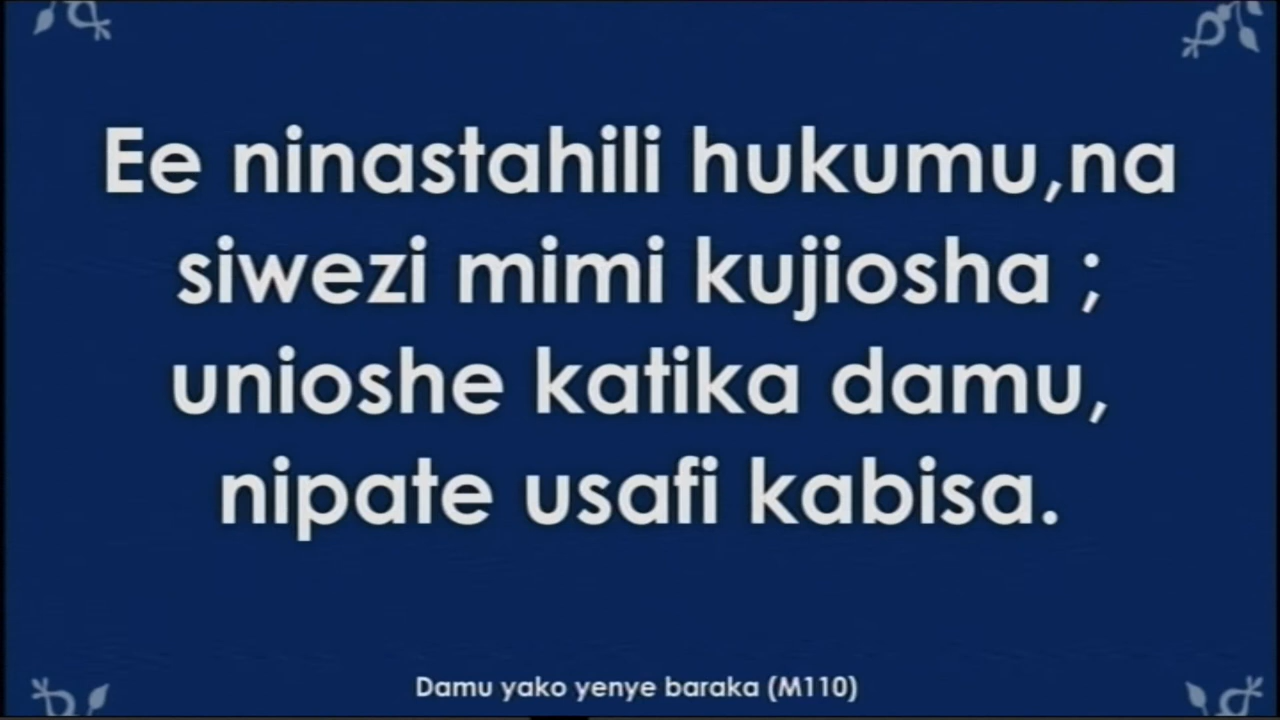 Ee ninastahili hukumu,na
siwezi mimi kujiosha ;
unioshe katika damu,
nipate usafi kabisa.
Damu yako yenye baraka (M110)